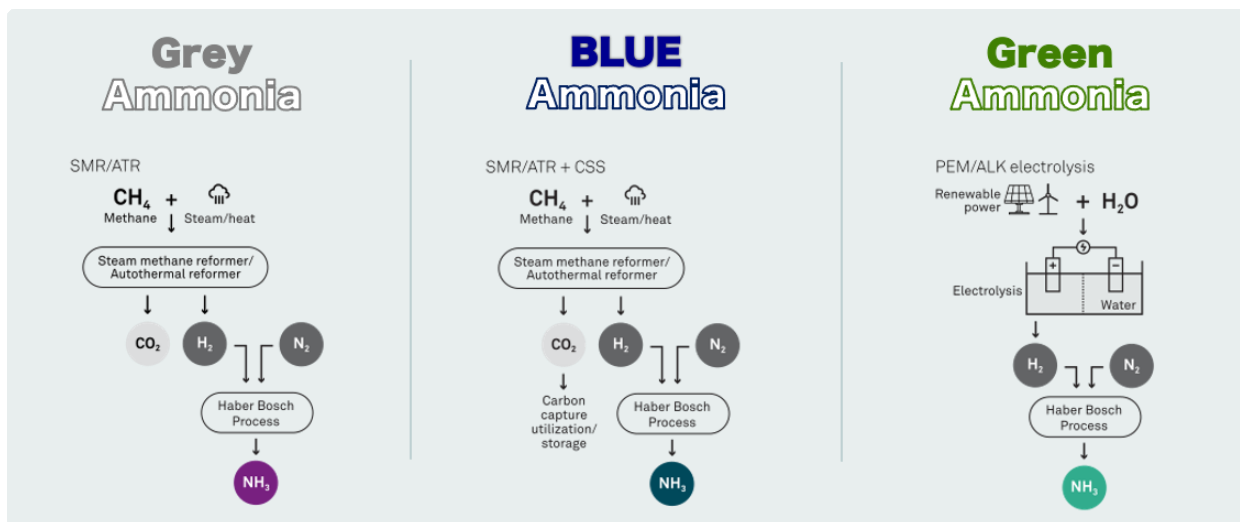 Grey
Ammonia
SMR/ATR
CH₄ +
Methane
Steam/heat
Steam methane reformer/
Autothermal reformer
CO₂
H₂
N₂
Haber Bosch
Process
NH₃
BLUE
Ammonia
SMR/ATR + CSS
CH₄ +
Methane
Steam/heat
Steam methane reformer/
Autothermal reformer
CO₂
H₂
N₂
Carbon
capture
utilization/
storage
Haber Bosch
Process
NH₃
Green
Ammonia
PEM/ALK electrolysis
Renewable
power
+ H₂O
+
−
Electrolysis
Water
H₂
N₂
Haber Bosch
Process
NH₃